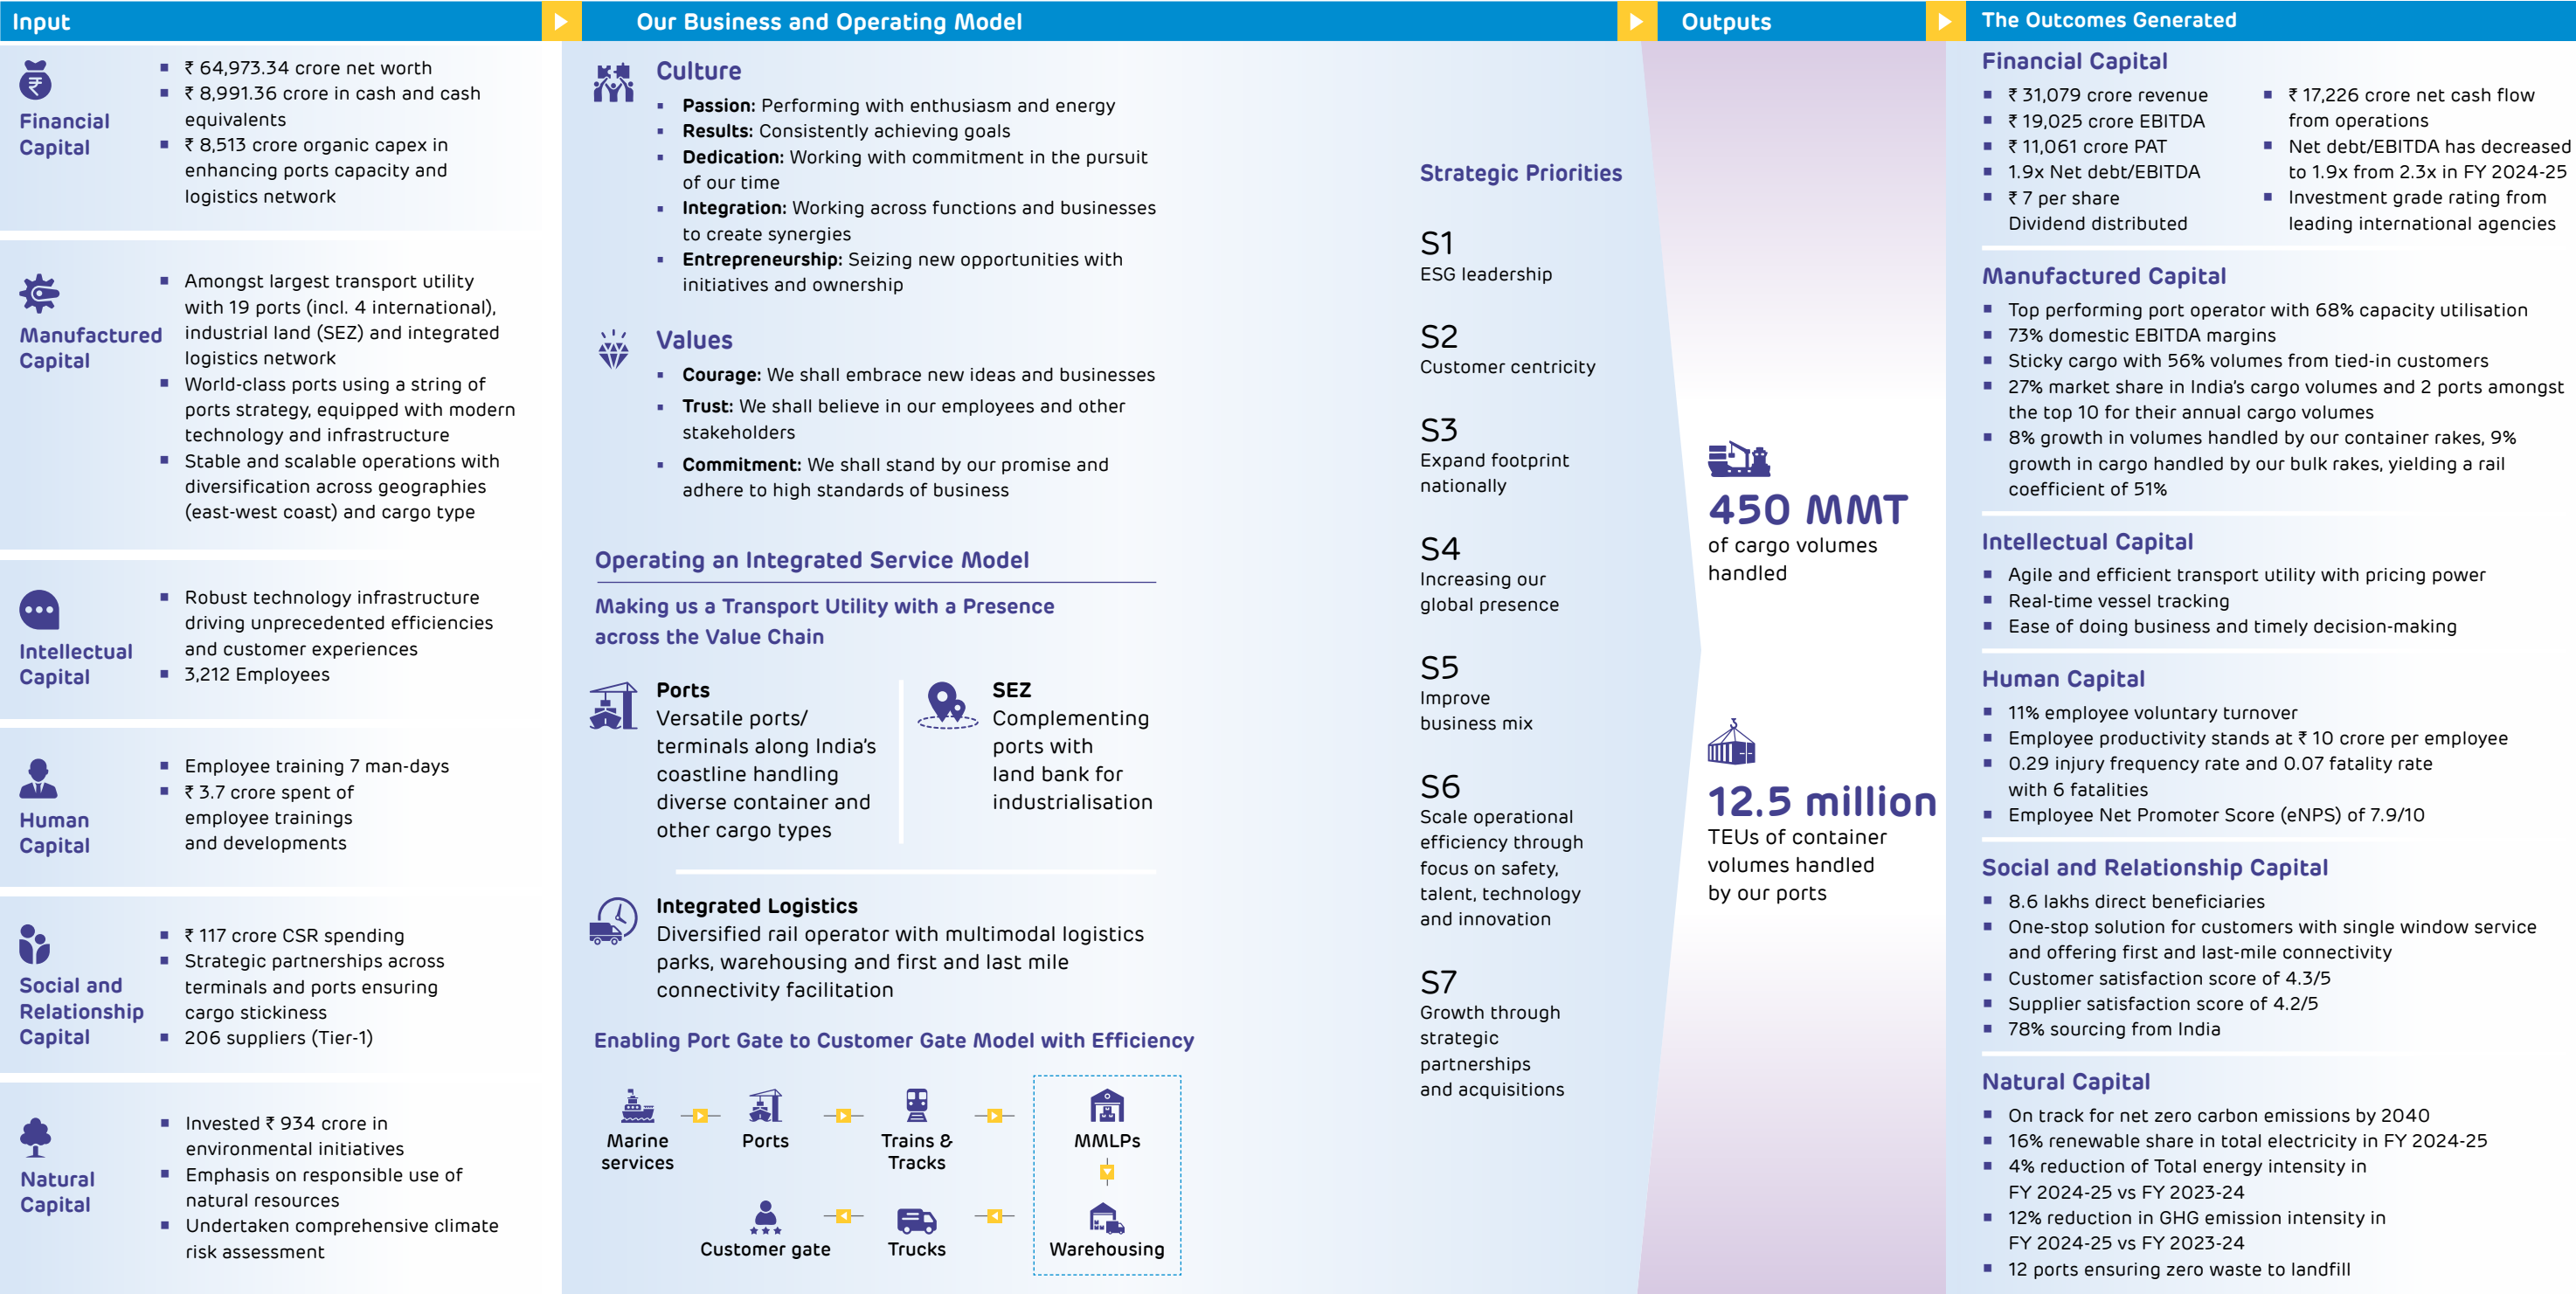 Input
Financial
Capital
₹ 64,973.34 crore net worth
₹ 8,991.36 crore in cash and cash
equivalents
₹ 8,513 crore organic capex in
enhancing ports capacity and
logistics network
Manufactured
Capital
Amongst largest transport utility
with 19 ports (incl. 4 international),
industrial land (SEZ) and integrated
logistics network
World-class ports using a string of
ports strategy, equipped with modern
technology and infrastructure
Stable and scalable operations with
diversification across geographies
(east-west coast) and cargo type
Intellectual
Capital
Robust technology infrastructure
driving unprecedented efficiencies
and customer experiences
3,212 Employees
Human
Capital
Employee training 7 man-days
₹ 3.7 crore spent of
employee trainings
and developments
Social and
Relationship
Capital
₹ 117 crore CSR spending
Strategic partnerships across
terminals and ports ensuring
cargo stickiness
206 suppliers (Tier-1)
Natural
Capital
Invested ₹ 934 crore in
environmental initiatives
Emphasis on responsible use of
natural resources
Undertaken comprehensive climate
risk assessment
Our Business and Operating Model
Culture
Passion: Performing with enthusiasm and energy
Results: Consistently achieving goals
Dedication: Working with commitment in the pursuit
of our time
Integration: Working across functions and businesses
to create synergies
Entrepreneurship: Seizing new opportunities with
initiatives and ownership
Values
Courage: We shall embrace new ideas and businesses
Trust: We shall believe in our employees and other
stakeholders
Commitment: We shall stand by our promise and
adhere to high standards of business
Operating an Integrated Service Model
Making us a Transport Utility with a Presence
across the Value Chain
Ports
Versatile ports/
terminals along India's
coastline handling
diverse container and
other cargo types
SEZ
Complementing
ports with
land bank for
industrialisation
Integrated Logistics
Diversified rail operator with multimodal logistics
parks, warehousing and first and last mile
connectivity facilitation
Enabling Port Gate to Customer Gate Model with Efficiency
Marine
services
Ports
Trains &
Tracks
MMLPs
Customer gate
Trucks
Warehousing
Strategic Priorities
S1
ESG leadership
S2
Customer centricity
S3
Expand footprint
nationally
S4
Increasing our
global presence
S5
Improve
business mix
S6
Scale operational
efficiency through
focus on safety,
talent, technology
and innovation
S7
Growth through
strategic
partnerships
and acquisitions
Outputs
450 MMT
of cargo volumes
handled
12.5 million
TEUs of container
volumes handled
by our ports
The Outcomes Generated
Financial Capital
₹ 31,079 crore revenue
₹ 19,025 crore EBITDA
₹ 11,061 crore PAT
1.9x Net debt/EBITDA
₹ 7 per share
Dividend distributed
₹ 17,226 crore net cash flow
from operations
Net debt/EBITDA has decreased
to 1.9x from 2.3x in FY 2024-25
Investment grade rating from
leading international agencies
Manufactured Capital
Top performing port operator with 68% capacity utilisation
73% domestic EBITDA margins
Sticky cargo with 56% volumes from tied-in customers
27% market share in India's cargo volumes and 2 ports amongst
the top 10 for their annual cargo volumes
8% growth in volumes handled by our container rakes, 9%
growth in cargo handled by our bulk rakes, yielding a rail
coefficient of 51%
Intellectual Capital
Agile and efficient transport utility with pricing power
Real-time vessel tracking
Ease of doing business and timely decision-making
Human Capital
11% employee voluntary turnover
Employee productivity stands at ₹ 10 crore per employee
0.29 injury frequency rate and 0.07 fatality rate
with 6 fatalities
Employee Net Promoter Score (eNPS) of 7.9/10
Social and Relationship Capital
8.6 lakhs direct beneficiaries
One-stop solution for customers with single window service
and offering first and last-mile connectivity
Customer satisfaction score of 4.3/5
Supplier satisfaction score of 4.2/5
78% sourcing from India
Natural Capital
On track for net zero carbon emissions by 2040
16% renewable share in total electricity in FY 2024-25
4% reduction of Total energy intensity in
FY 2024-25 vs FY 2023-24
12% reduction in GHG emission intensity in
FY 2024-25 vs FY 2023-24
12 ports ensuring zero waste to landfill